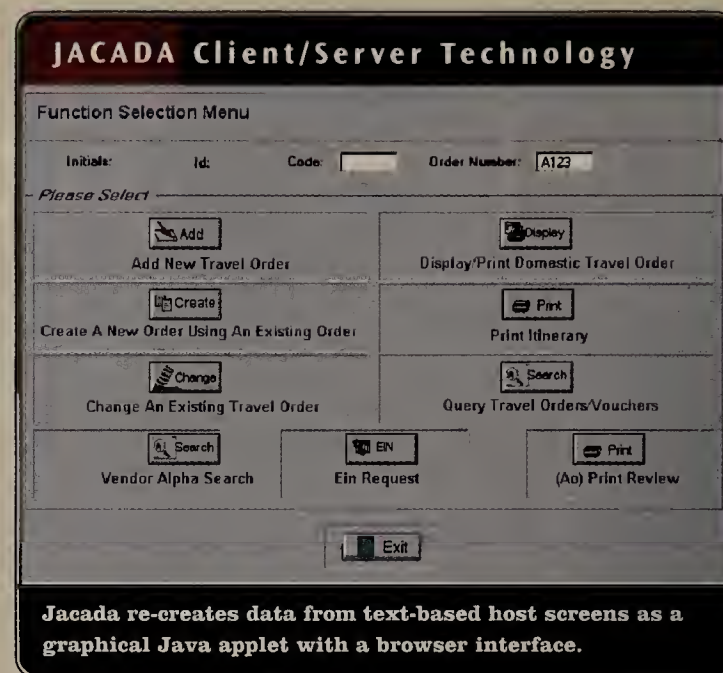 JACADA Client/Server Technology
Function Selection Menu
Initials: Id: Code: Order Number: A123
Please Select
Add Display
Add New Travel Order Display/Print Domestic Travel Order
Create Print
Create A New Order Using An Existing Order Print Itinerary
Change Search
Change An Existing Travel Order Query Travel Orders/Vouchers
Search EIN Print
Vendor Alpha Search Ein Request (Ao) Print Review
Exit
Jacada re-creates data from text-based host screens as a
graphical Java applet with a browser interface.